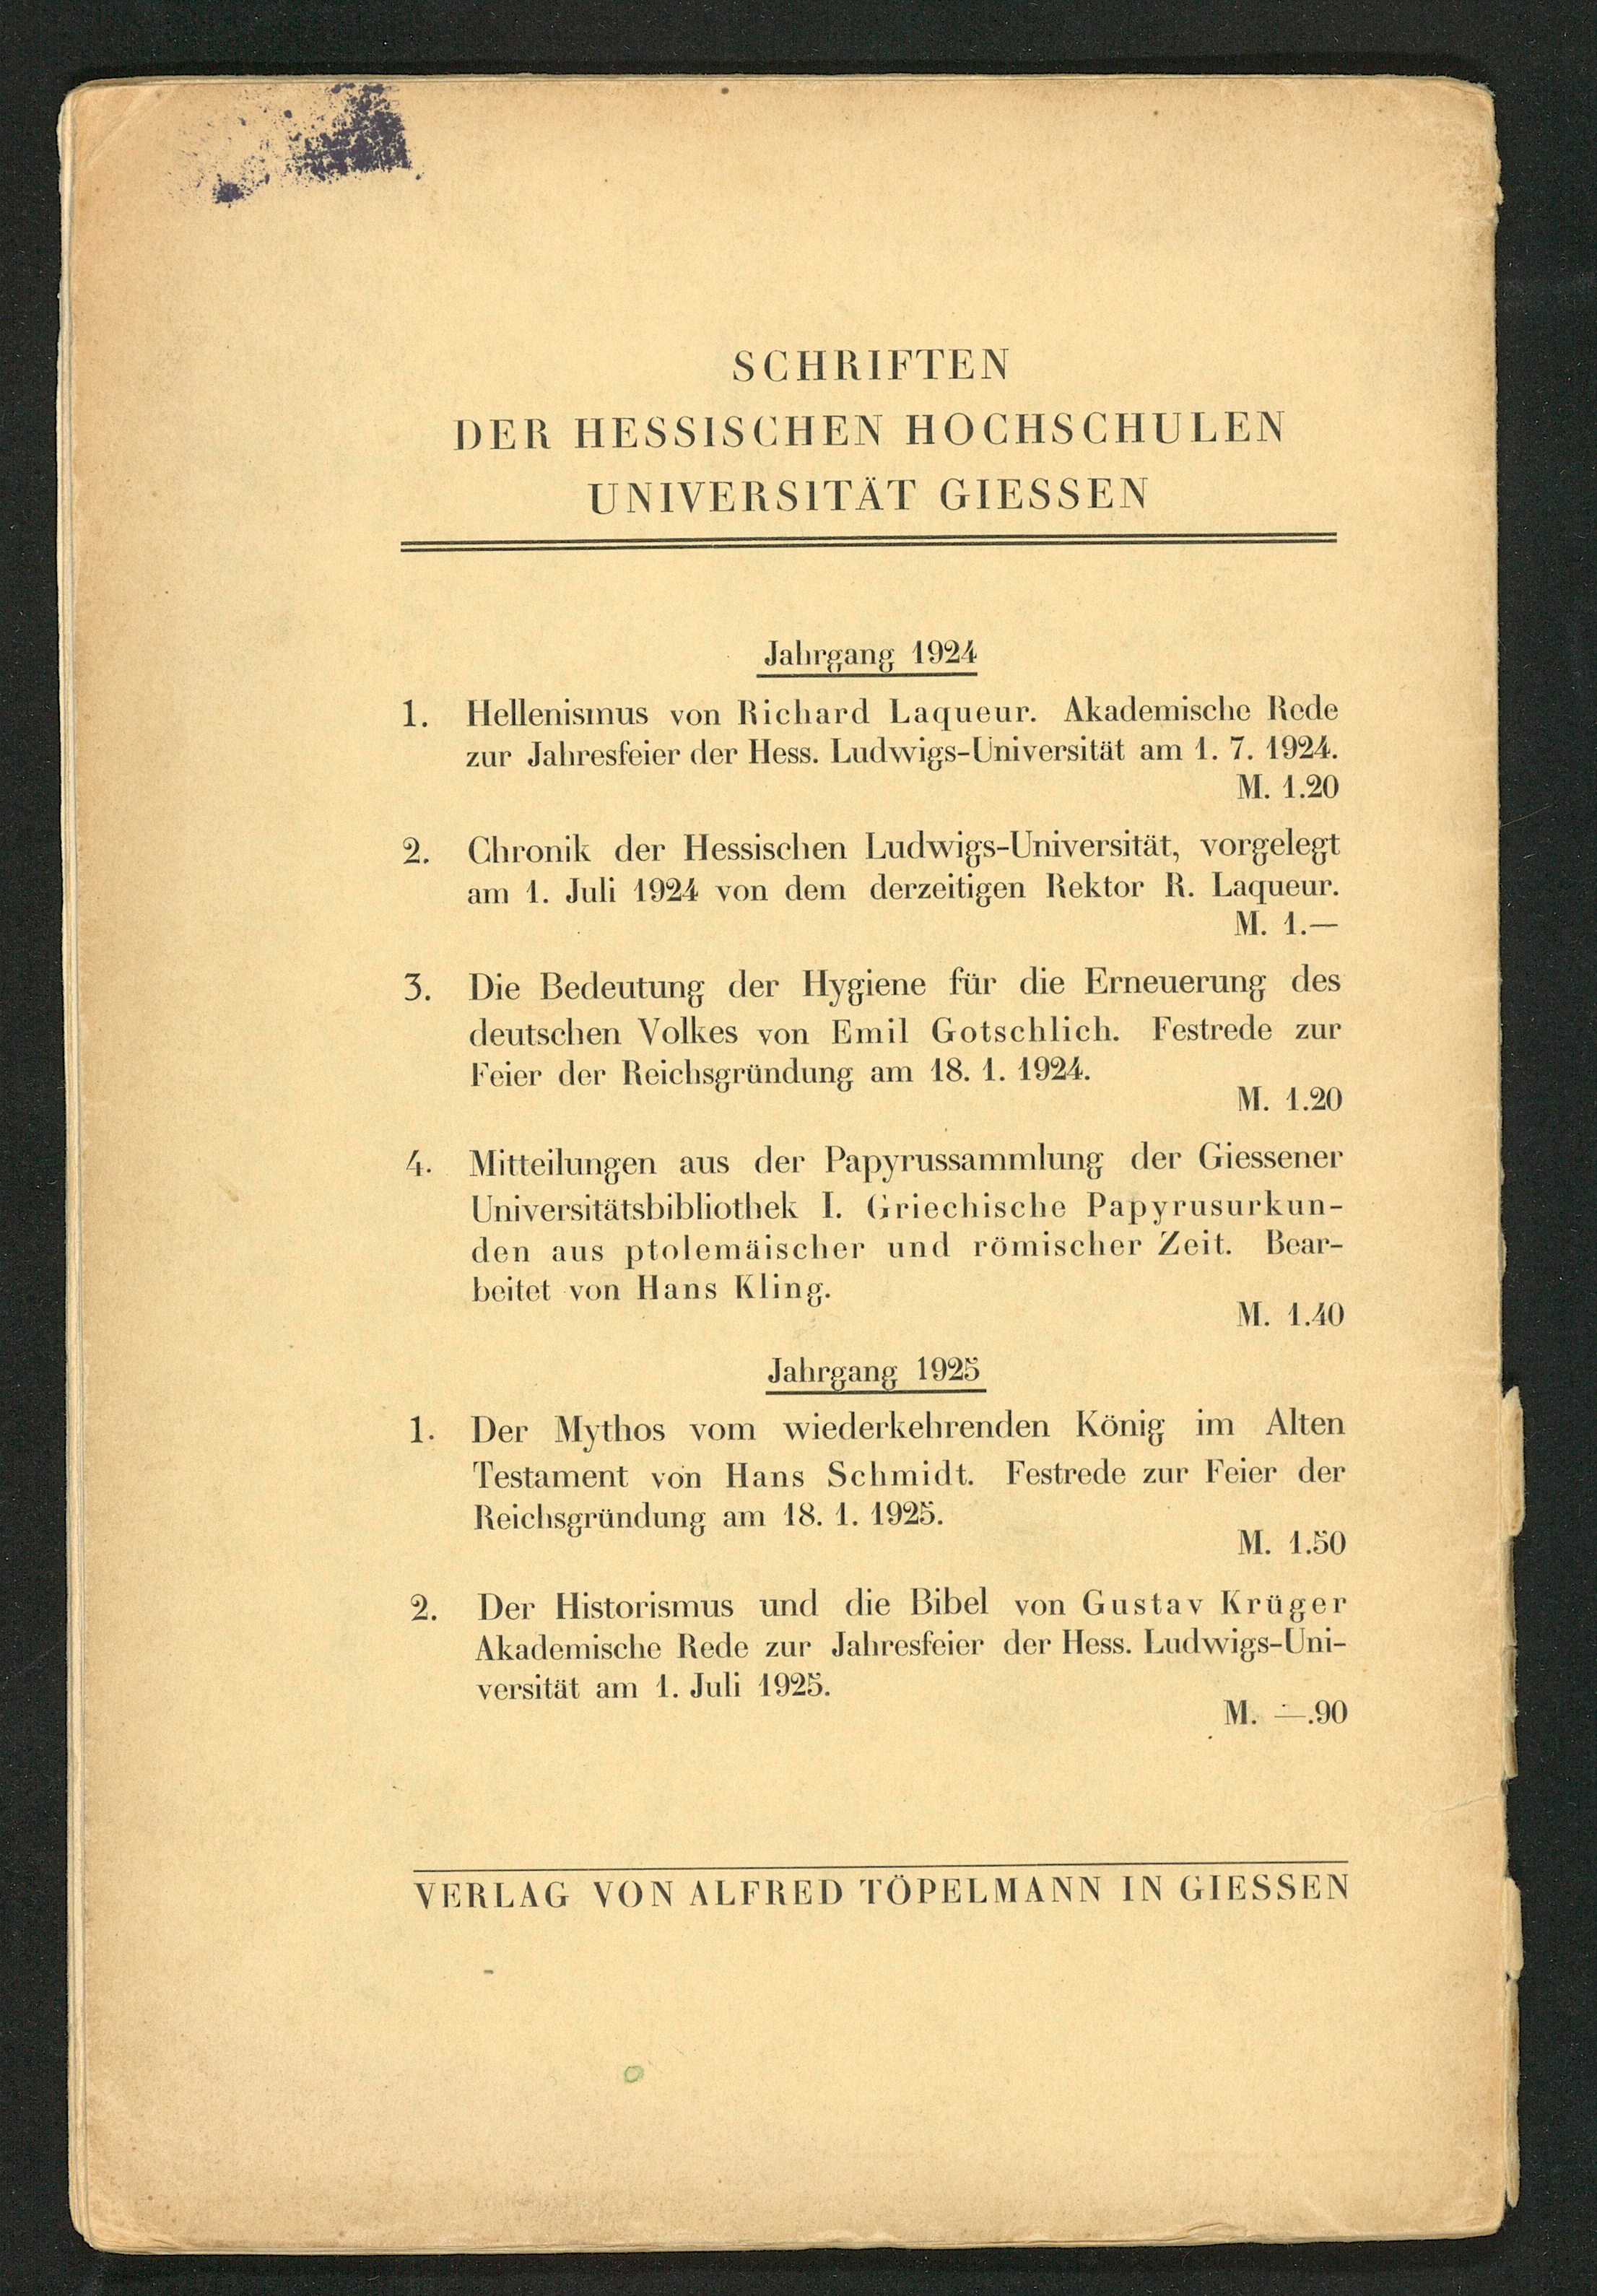 SCHRIFTEN
DER HESSISCHEN HOCHSCHULEN
UNIVERSITÄT GIESSEN
Jahrgang 1924
1. Hellenismus von Richard Laqueur. Akademische Rede
zur Jahresfeier der Hess. Ludwigs-Universität am 1. 7. 1924.
M. 1.20
2. Chronik der Hessischen Ludwigs-Universität, vorgelegt
am 1. Juli 1924 von dem derzeitigen Rektor R. Laqueur.
M. 1.—
3. Die Bedeutung der Hygiene für die Erneuerung des
deutschen Volkes von Emil Gotschlich. Festrede zur
Feier der Reichsgründung am 18. 1. 1924.
M. 1.20
4. Mitteilungen aus der Papyrussammlung der Giessener
Universitätsbibliothek I. Griechische Papyrusurkun-
den aus ptolemäischer und römischer Zeit. Bear-
beitet von Hans Kling.
M. 1.40
Jahrgang 1925
1. Der Mythos vom wiederkehrenden König im Alten
Testament von Hans Schmidt. Festrede zur Feier der
Reichsgründung am 18. 1. 1925.
M. 1.50
2. Der Historismus und die Bibel von Gustav Krüger
Akademische Rede zur Jahresfeier der Hess. Ludwigs-Uni-
versität am 1. Juli 1925.
M. —.90
VERLAG VON ALFRED TÖPELMANN IN GIESSEN